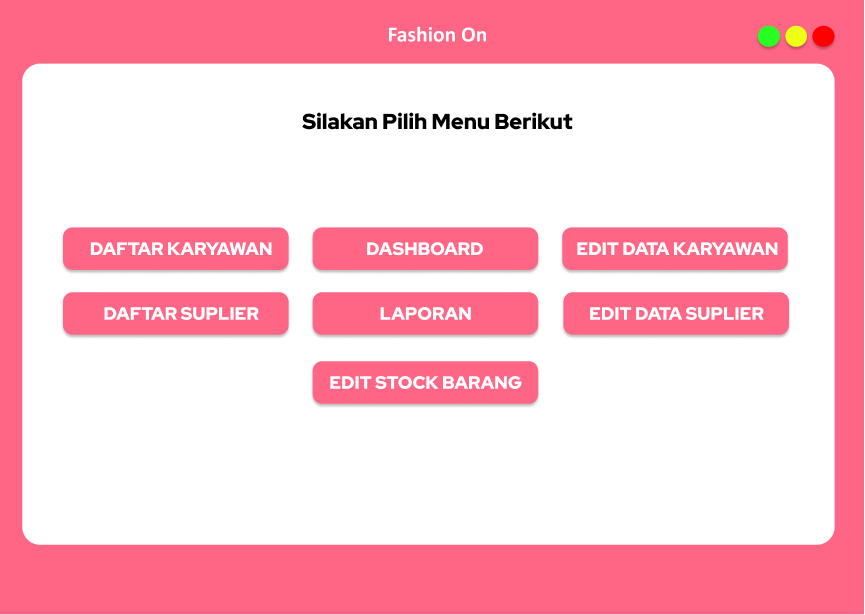 Fashion On
Silakan Pilih Menu Berikut
DAFTAR KARYAWAN
DASHBOARD
EDIT DATA KARYAWAN
DAFTAR SUPLIER
LAPORAN
EDIT DATA SUPLIER
EDIT STOCK BARANG